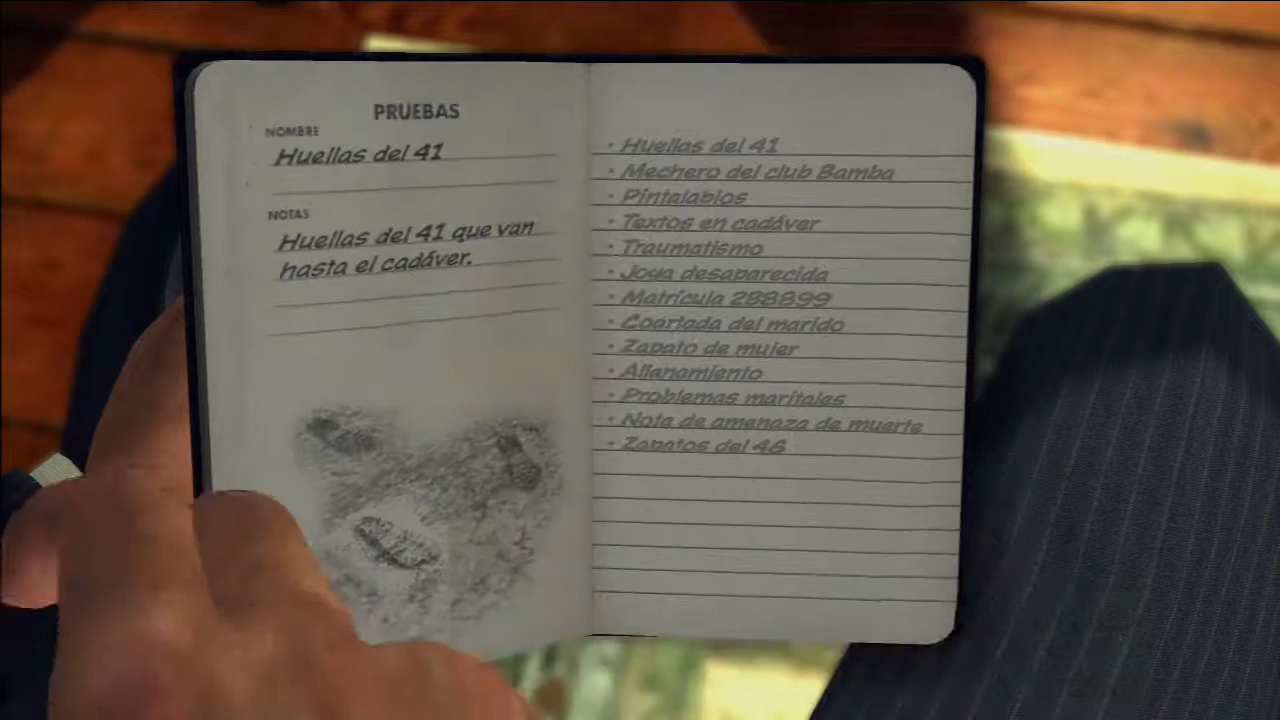 PRUEBAS
NOMBRE
Huellas del 41
NOTAS
Huellas del 41 que van
hasta el cadáver.
• Huellas del 41
• Mechero del club Bamba
• Pintalabios
• Textos en cadáver
• Traumatismo
• Joya desaparecida
• Matrícula 2B8899
• Coartada del marido
• Zapato de mujer
• Allanamiento
• Problemas maritales
• Nota de amenaza de muerte
• Zapatos del 46